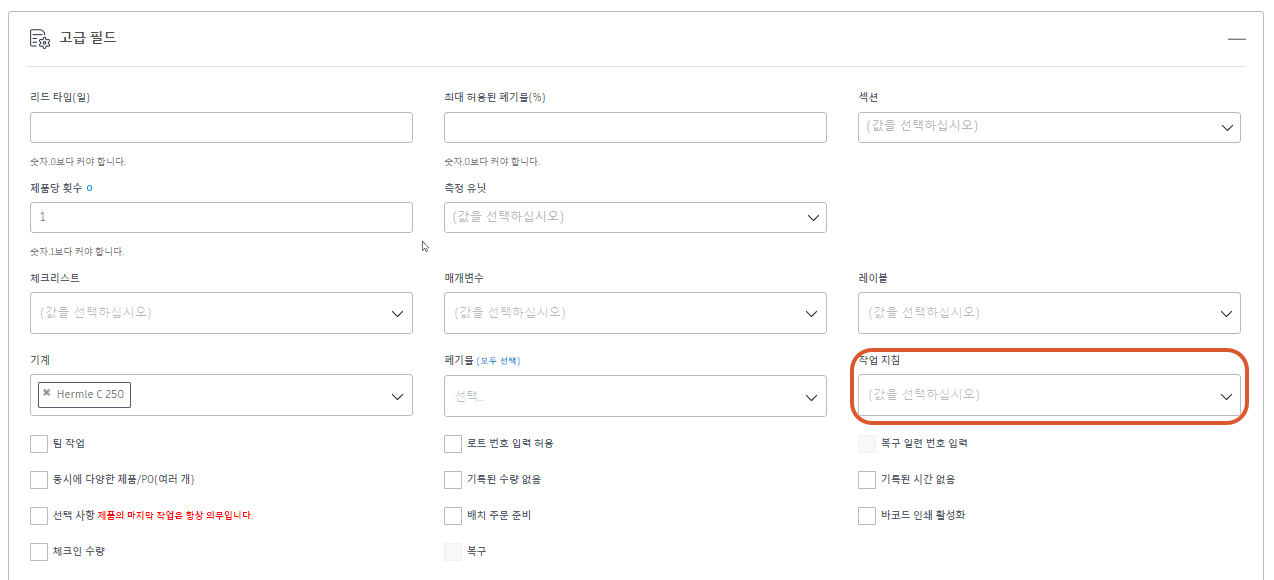 고급 필드
리드 타임(일)
최대 허용된 폐기물(%)
섹션
(값을 선택하십시오)
숫자.0보다 커야 합니다.
숫자.0보다 커야 합니다.
제품당 횟수
측정 유닛
1
(값을 선택하십시오)
숫자.1보다 커야 합니다.
체크리스트
매개변수
레이블
(값을 선택하십시오)
(값을 선택하십시오)
(값을 선택하십시오)
기계
폐기물 (모두 선택)
작업 지침
✖ Hermle C 250
선택...
(값을 선택하십시오)
팀 작업
로트 번호 입력 허용
복구 일련 번호 입력
동시에 다양한 제품/PO(여러 개)
기록된 수량 없음
기록된 시간 없음
선택 사항 제품의 마지막 작업은 항상 의무입니다.
배치 주문 준비
바코드 인쇄 활성화
체크인 수량
복구